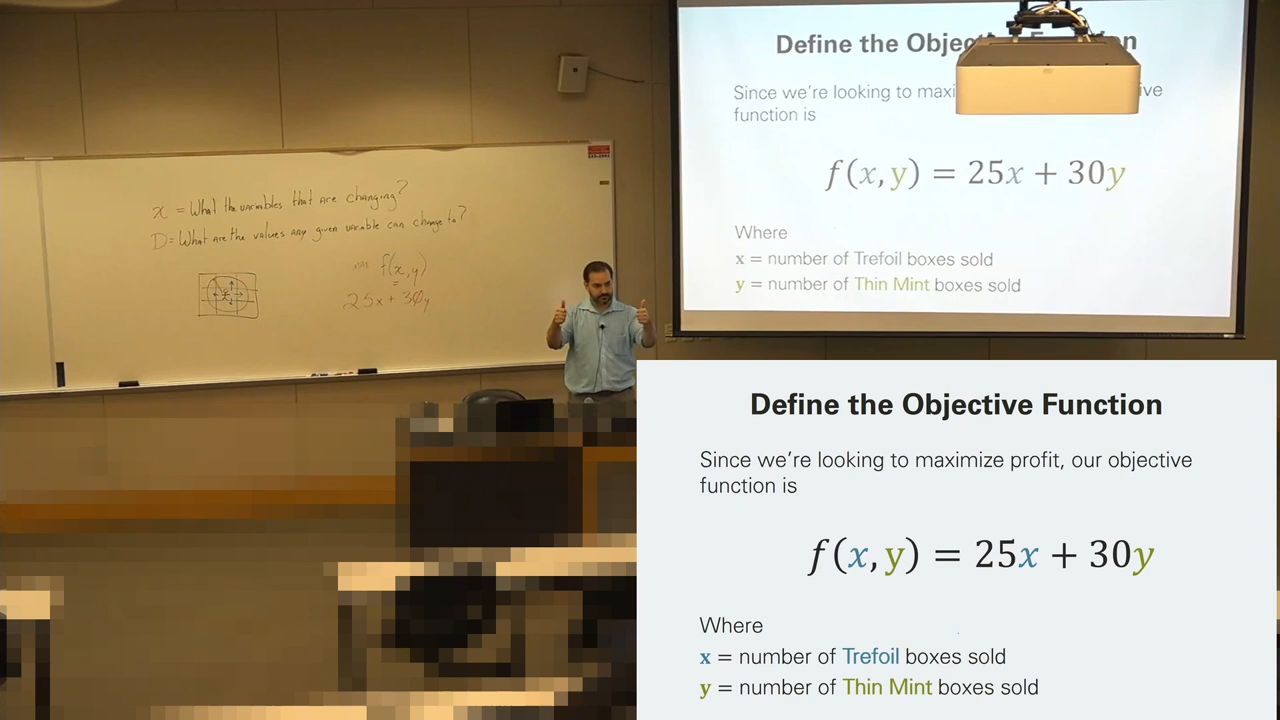 x = What the variables that are changing?
D = What are the values any given variable can change to?
max f(x,y)
25x + 30y
Define the Objec n
Since we're looking to maxi ive
function is
f(x,y) = 25x + 30y
Where
x = number of Trefoil boxes sold
y = number of Thin Mint boxes sold
Define the Objective Function
Since we're looking to maximize profit, our objective
function is
f(x,y) = 25x + 30y
Where
x = number of Trefoil boxes sold
y = number of Thin Mint boxes sold